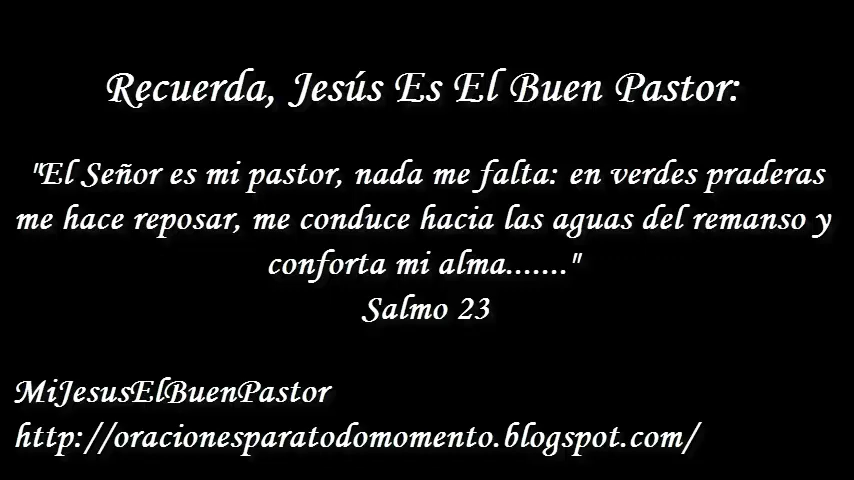 Recuerda, Jesús Es El Buen Pastor:
"El Señor es mi pastor, nada me falta: en verdes praderas
me hace reposar, me conduce hacia las aguas del remanso y
conforta mi alma......."
Salmo 23
MiJesusElBuenPastor
http://oracionesparatodomomento.blogspot.com/